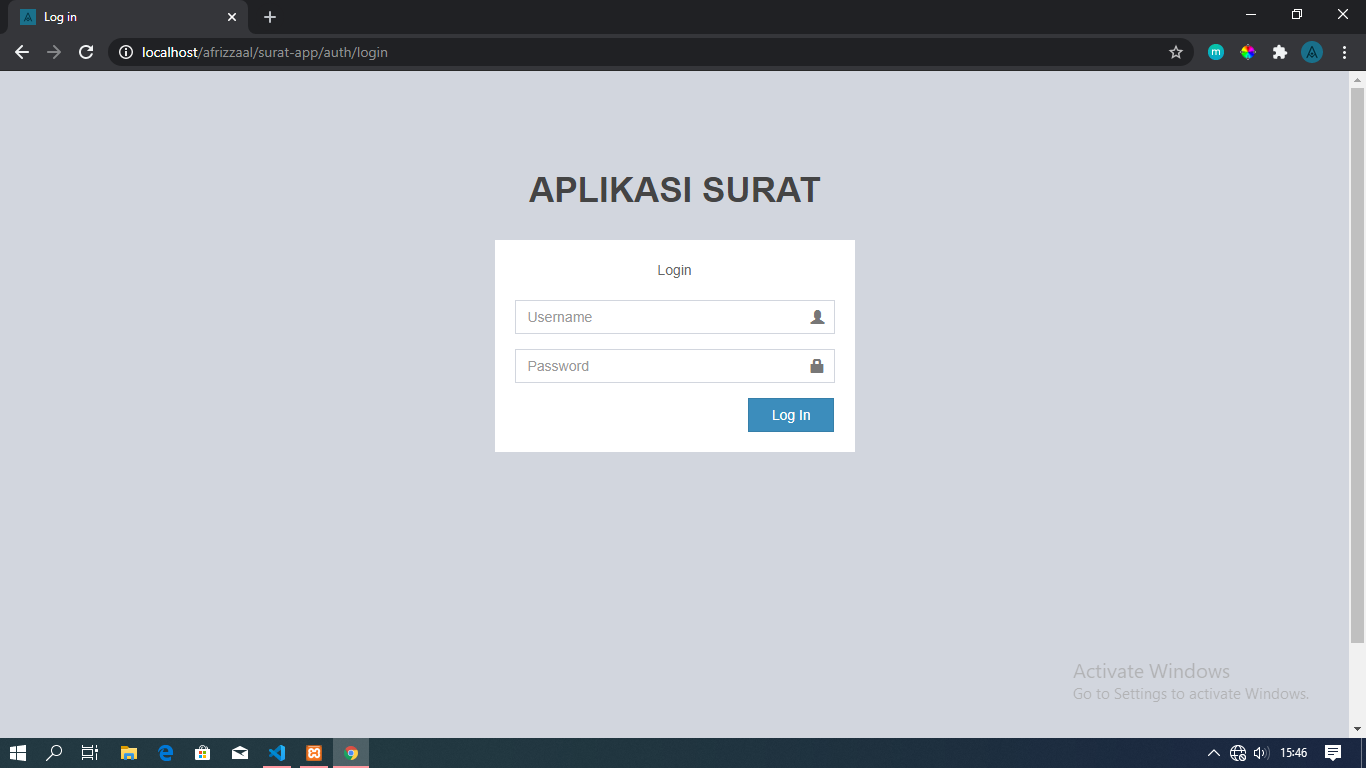 Log in
localhost/afrizzaal/surat-app/auth/login
m
APLIKASI SURAT
Login
Username
Password
Log In
Activate Windows
Go to Settings to activate Windows.
15:46